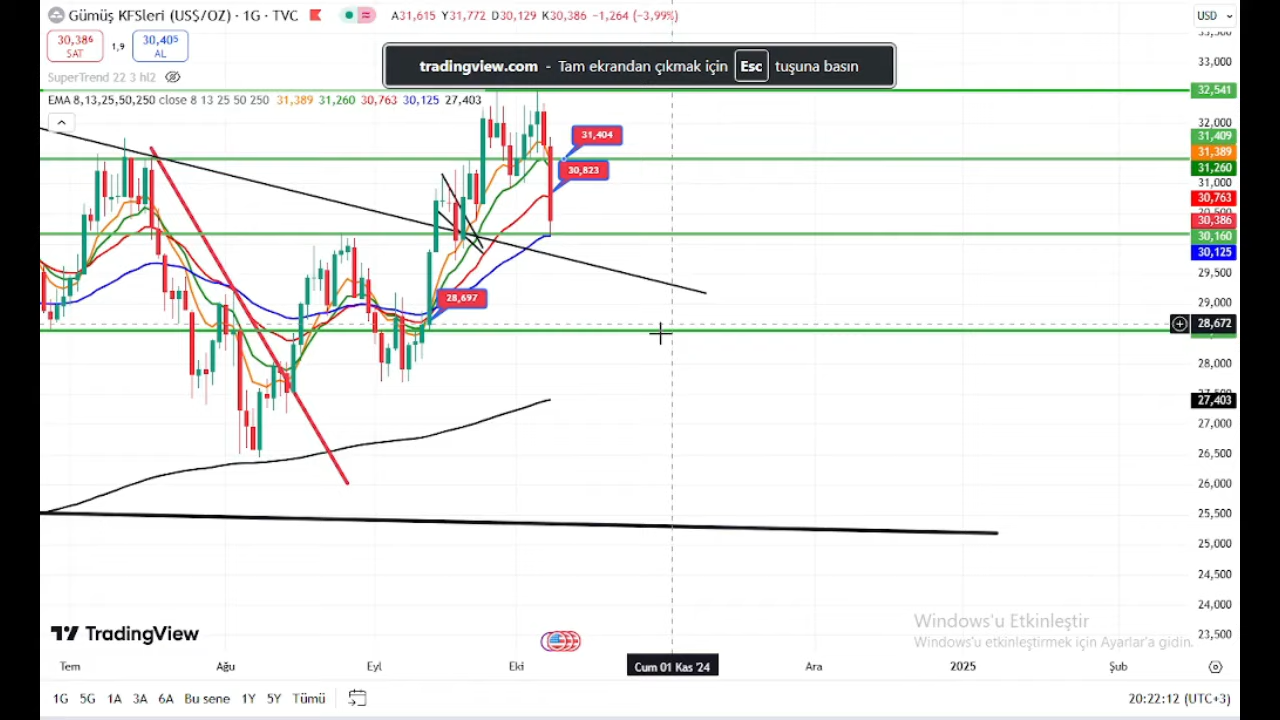 Gümüş KFSleri (US$/OZ) · 1G · TVC A31,615 Y31,772 D30,129 K30,386 −1,264 (−3,99%)
USD
30,386 SAT 1,9 30,405 AL
tradingview.com - Tam ekrandan çıkmak için Esc tuşuna basın
SuperTrend 22 3 hl2
EMA 8,13,25,50,250 close 8 13 25 50 250 31,389 31,260 30,763 30,125 27,403
33,000
32,541
32,000
31,409
31,389
31,260
31,000
30,763
30,386
30,160
30,125
29,500
29,000
28,672
28,000
27,403
27,000
26,500
26,000
25,500
25,000
24,500
24,000
23,500
31,404
30,823
28,697
TradingView
Windows'u Etkinleştir
Windows'u etkinleştirmek için Ayarlar'a gidin.
Tem Ağu Eyl Eki Cum 01 Kas '24 Ara 2025 Şub
1G 5G 1A 3A 6A Bu sene 1Y 5Y Tümü 20:22:12 (UTC+3)